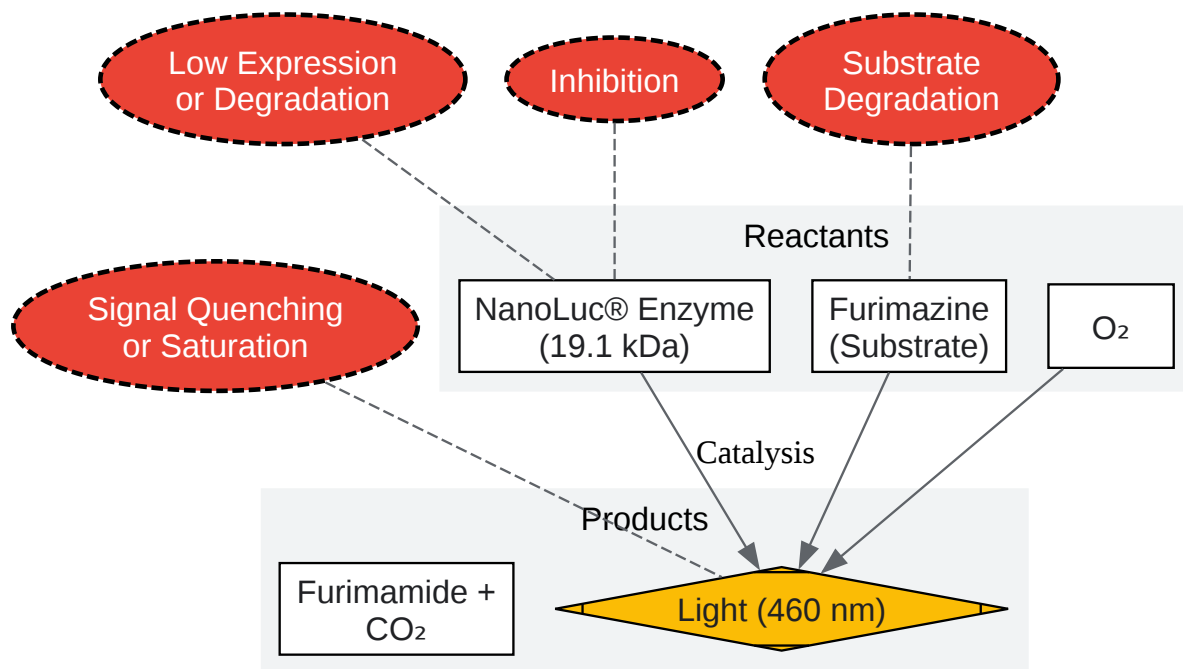 Low Expression
or Degradation
Inhibition
Substrate
Degradation
Reactants
Signal Quenching
or Saturation
NanoLuc® Enzyme
(19.1 kDa)
Furimazine
(Substrate)
O₂
Catalysis
Products
Furimamide +
CO₂
Light (460 nm)